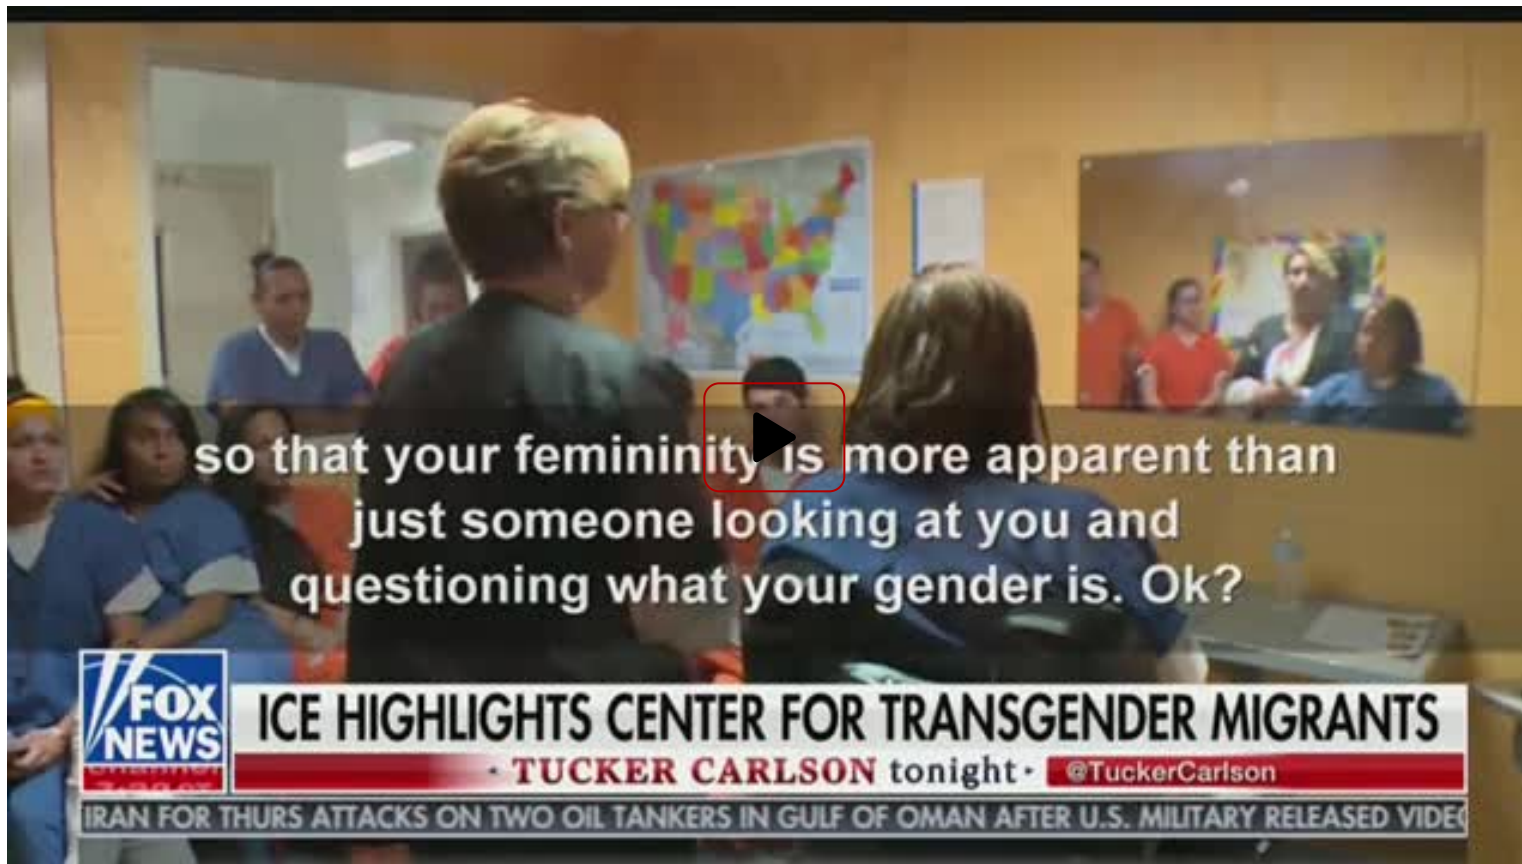 so that your femininity is more apparent than
just someone looking at you and
questioning what your gender is. Ok?
FOX
NEWS
channel
ICE HIGHLIGHTS CENTER FOR TRANSGENDER MIGRANTS
· TUCKER CARLSON tonight · @TuckerCarlson
IRAN FOR THURS ATTACKS ON TWO OIL TANKERS IN GULF OF OMAN AFTER U.S. MILITARY RELEASED VIDEO